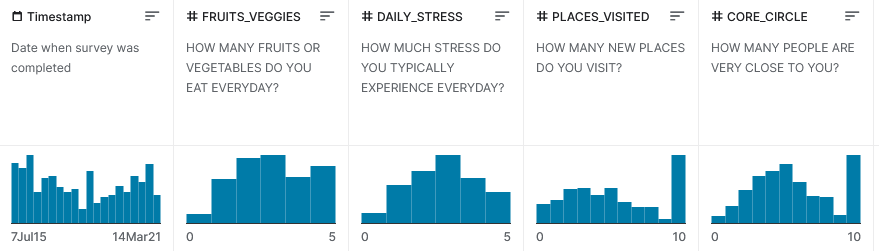 Timestamp
Date when survey was
completed
7Jul15 14Mar21
# FRUITS_VEGGIES
HOW MANY FRUITS OR
VEGETABLES DO YOU
EAT EVERYDAY?
0 5
# DAILY_STRESS
HOW MUCH STRESS DO
YOU TYPICALLY
EXPERIENCE EVERYDAY?
0 5
# PLACES_VISITED
HOW MANY NEW PLACES
DO YOU VISIT?
0 10
# CORE_CIRCLE
HOW MANY PEOPLE ARE
VERY CLOSE TO YOU?
0 10